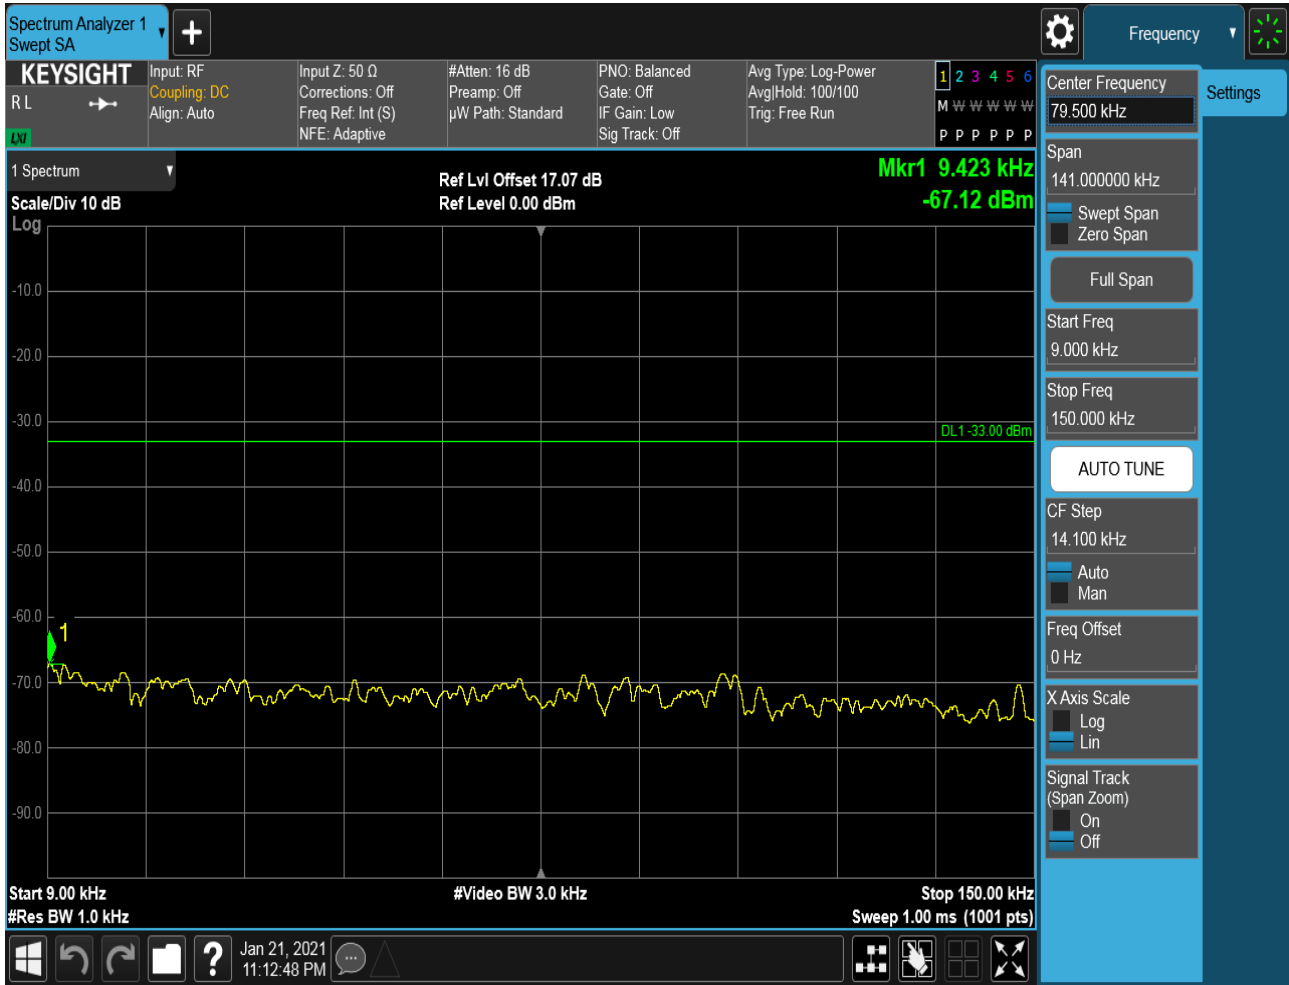 Spectrum Analyzer 1
Swept SA
Frequency
KEYSIGHT
R L
LXI
Input: RF
Coupling: DC
Align: Auto
Input Z: 50 Ω
Corrections: Off
Freq Ref: Int (S)
NFE: Adaptive
#Atten: 16 dB
Preamp: Off
µW Path: Standard
PNO: Balanced
Gate: Off
IF Gain: Low
Sig Track: Off
Avg Type: Log-Power
Avg|Hold: 100/100
Trig: Free Run
1 2 3 4 5 6
M W W W W W
P P P P P P
1 Spectrum
Scale/Div 10 dB
Log
Ref Lvl Offset 17.07 dB
Ref Level 0.00 dBm
Mkr1 9.423 kHz
-67.12 dBm
-10.0
-20.0
-30.0
DL1 -33.00 dBm
-40.0
-50.0
-60.0
1
-70.0
-80.0
-90.0
Start 9.00 kHz
#Res BW 1.0 kHz
#Video BW 3.0 kHz
Stop 150.00 kHz
Sweep 1.00 ms (1001 pts)
Center Frequency
79.500 kHz
Settings
Span
141.000000 kHz
Swept Span
Zero Span
Full Span
Start Freq
9.000 kHz
Stop Freq
150.000 kHz
AUTO TUNE
CF Step
14.100 kHz
Auto
Man
Freq Offset
0 Hz
X Axis Scale
Log
Lin
Signal Track
(Span Zoom)
On
Off
?
Jan 21, 2021
11:12:48 PM